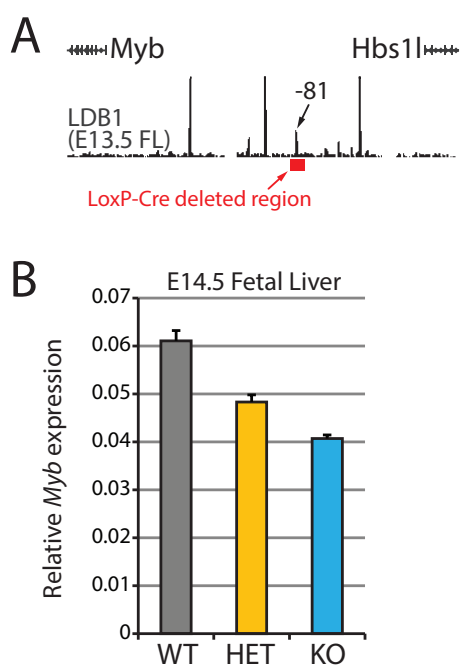 A
Myb
Hbs1l
-81
LDB1
(E13.5 FL)
LoxP-Cre deleted region
B
E14.5 Fetal Liver
Relative Myb expression
0.07
0.06
0.05
0.04
0.03
0.02
0.01
0
WT HET KO